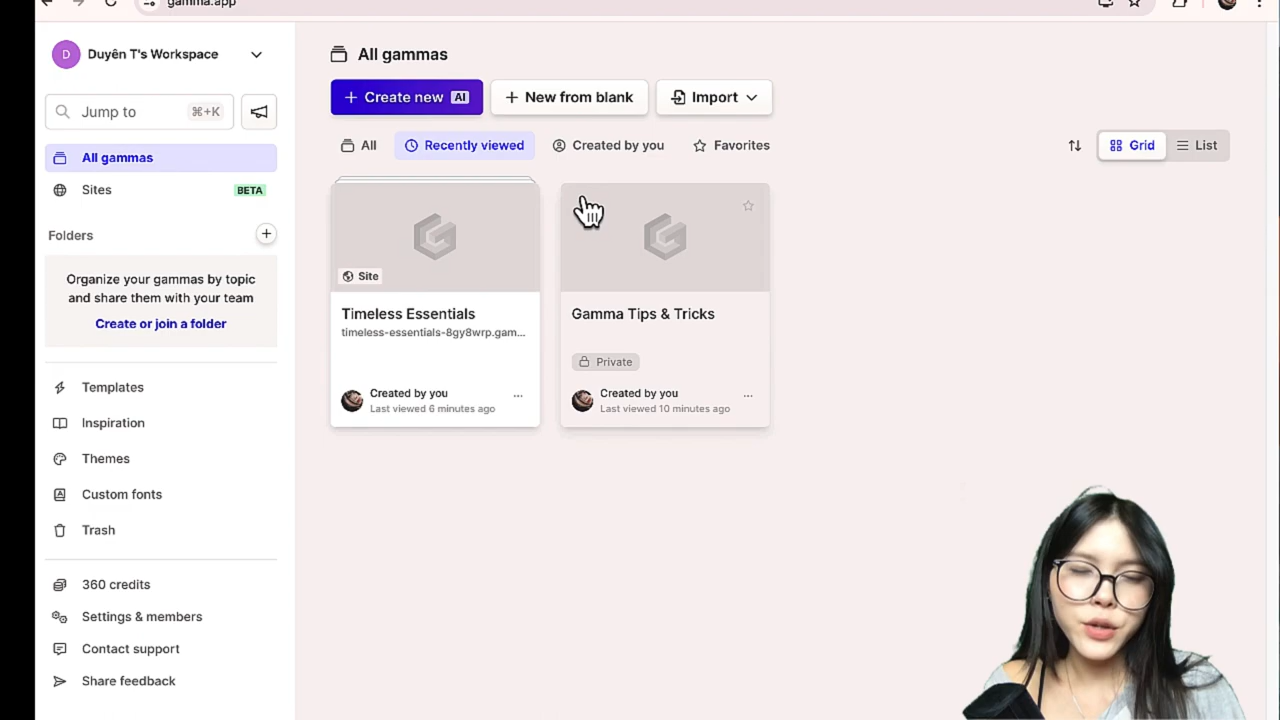 gamma.app
D
Duyên T's Workspace
All gammas
+ Create new AI
+ New from blank
Import
Jump to
⌘+K
All
Recently viewed
Created by you
Favorites
Grid
List
All gammas
Sites
BETA
Folders
+
Organize your gammas by topic
and share them with your team
Create or join a folder
Site
Timeless Essentials
timeless-essentials-8gy8wrp.gam...
Created by you
Last viewed 6 minutes ago
...
Gamma Tips & Tricks
Private
Created by you
Last viewed 10 minutes ago
...
Templates
Inspiration
Themes
Custom fonts
Trash
360 credits
Settings & members
Contact support
Share feedback